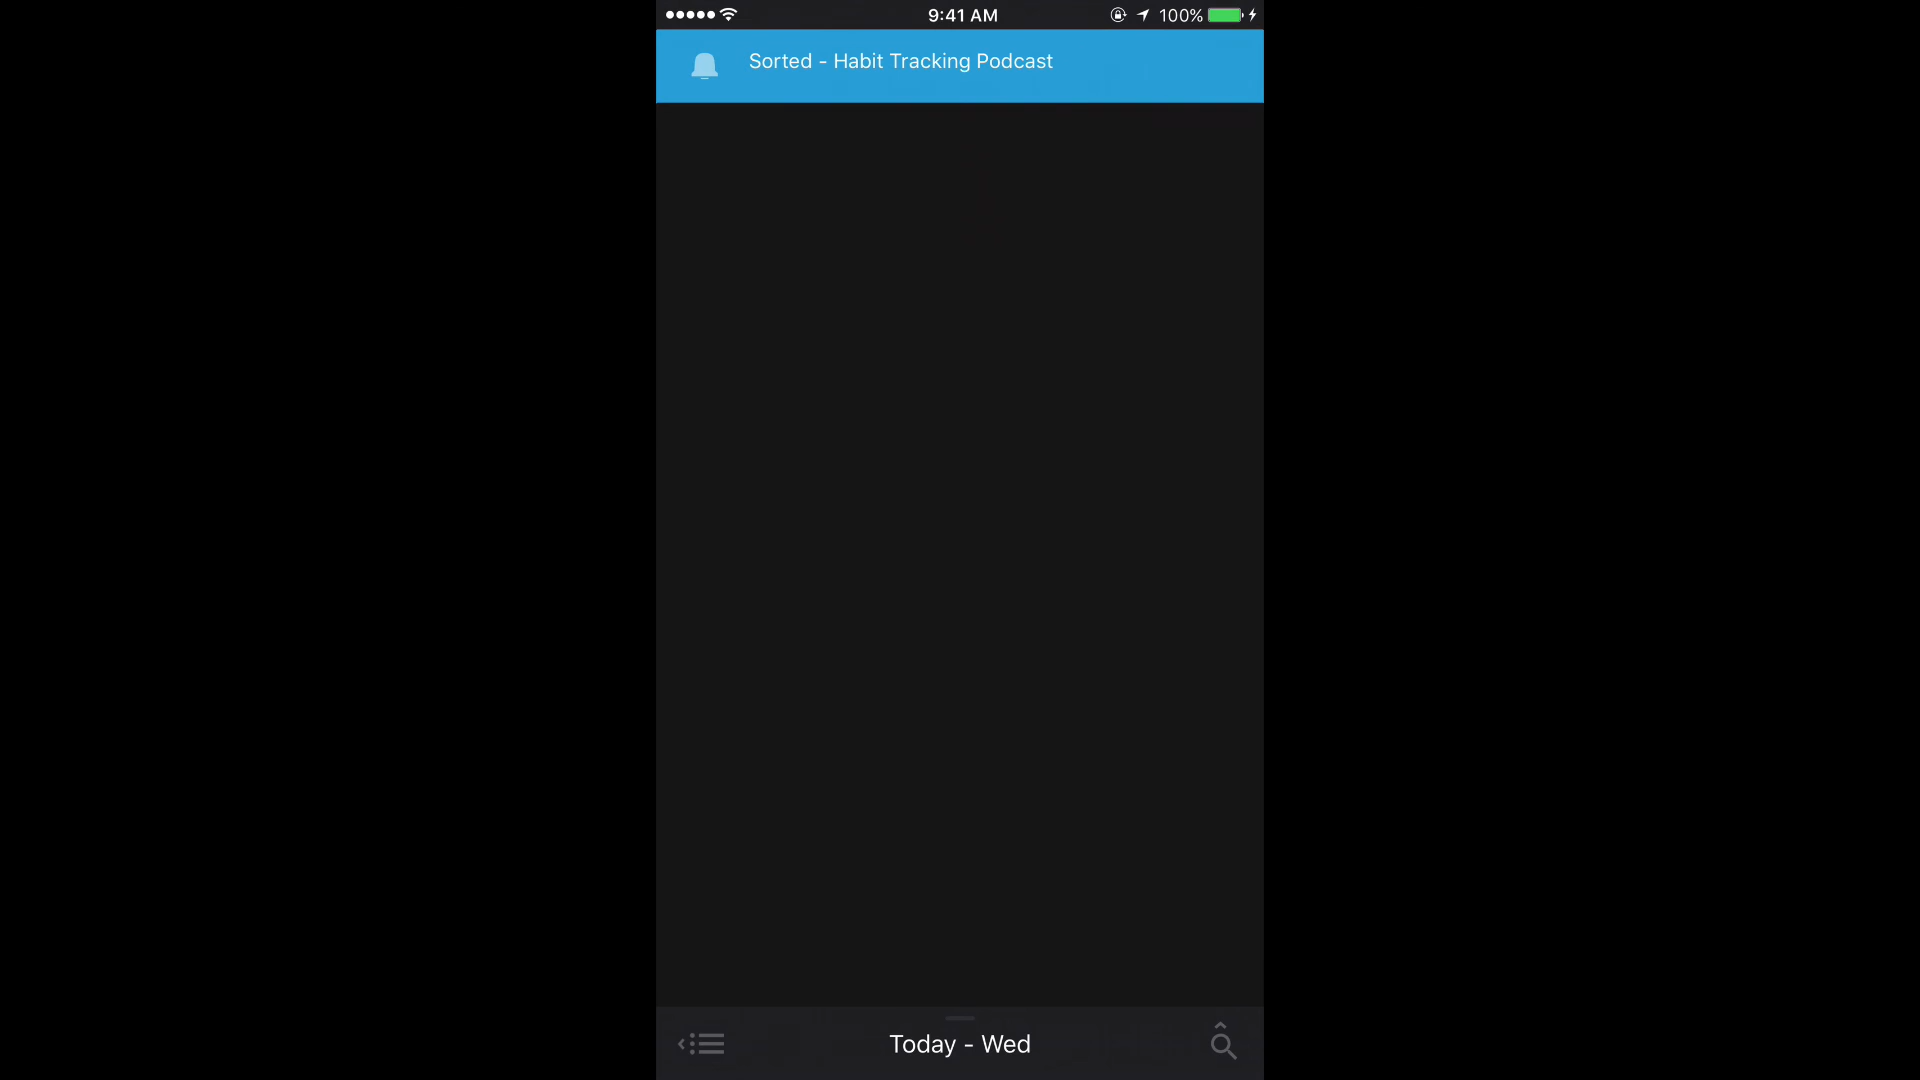 9:41 AM
100%
Sorted - Habit Tracking Podcast
Today - Wed